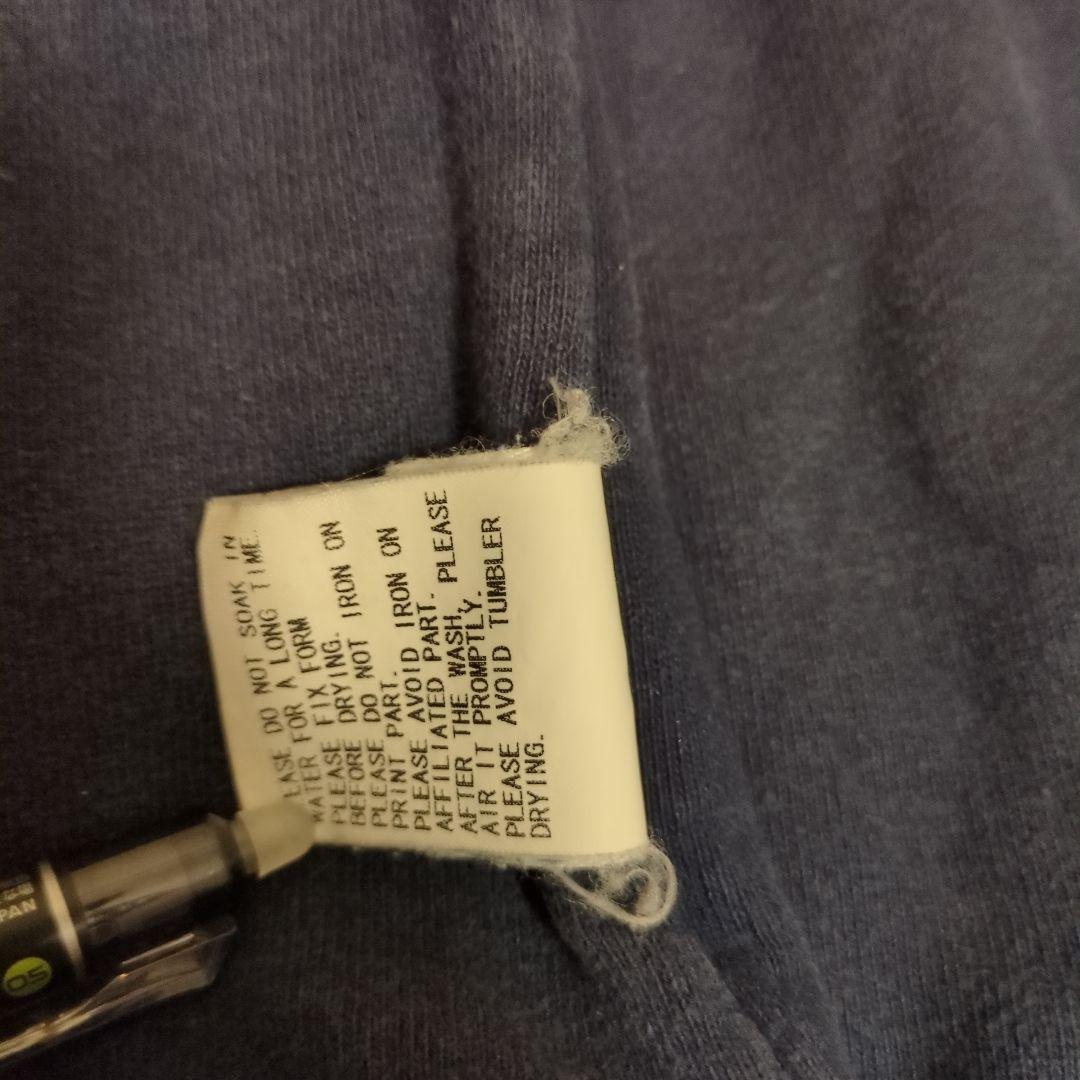 LEASE DO NOT SOAK IN
WATER FOR A LONG TIME.
PLEASE FIX FORM
BEFORE DRYING.
PLEASE DO NOT IRON ON
PRINT PART.
PLEASE AVOID IRON ON
AFFILIATED PART.
AFTER THE WASH, PLEASE
AIR IT PROMPTLY.
PLEASE AVOID TUMBLER
DRYING.
PAN
05